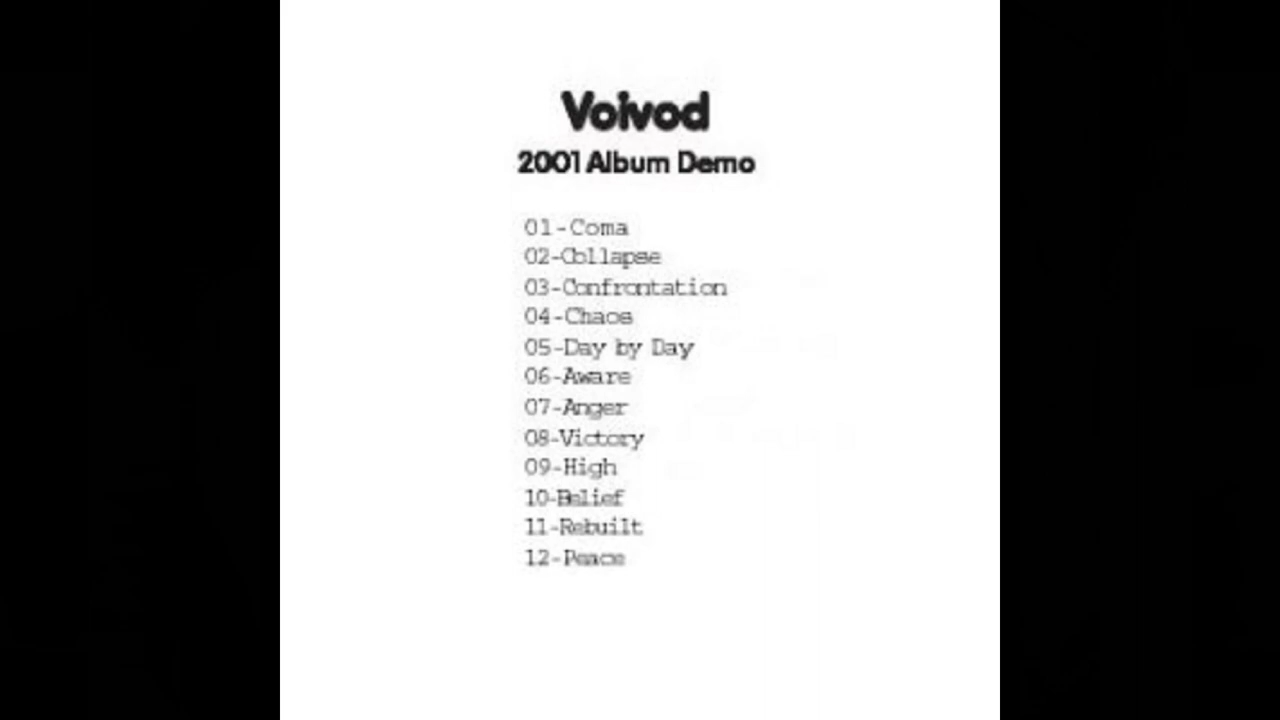 Voivod
2001 Album Demo
01-Coma
02-Collapse
03-Confrontation
04-Chaos
05-Day by Day
06-Aware
07-Anger
08-Victory
09-High
10-Belief
11-Rebuilt
12-Peace